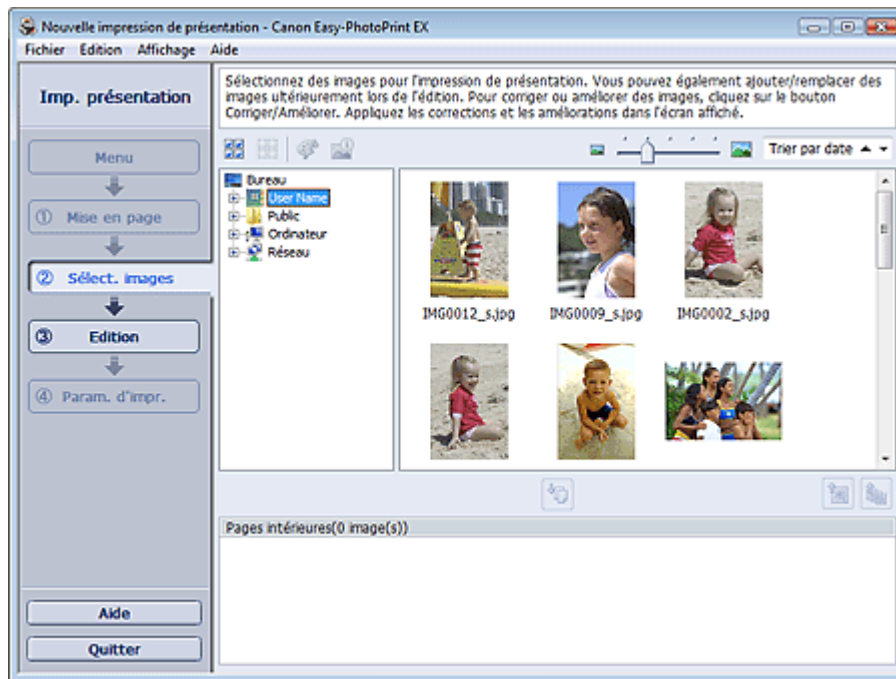 Nouvelle impression de présentation - Canon Easy-PhotoPrint EX
Fichier Edition Affichage Aide
Imp. présentation
Sélectionnez des images pour l'impression de présentation. Vous pouvez également ajouter/remplacer des
images ultérieurement lors de l'édition. Pour corriger ou améliorer des images, cliquez sur le bouton
Corriger/Améliorer. Appliquez les corrections et les améliorations dans l'écran affiché.
Menu
① Mise en page
② Sélect. images
③ Edition
④ Param. d'impr.
Aide
Quitter
Trier par date
Bureau
User Name
Public
Ordinateur
Réseau
IMG0012_s.jpg IMG0009_s.jpg IMG0002_s.jpg
Pages intérieures(0 image(s))